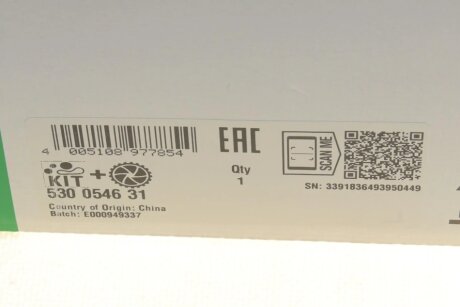 4 005108 977854
EAC
Qty
1
SCAN ME
SN: 3391836493950449
KIT +
530 0546 31
Country of Origin: China
Batch: E000949337